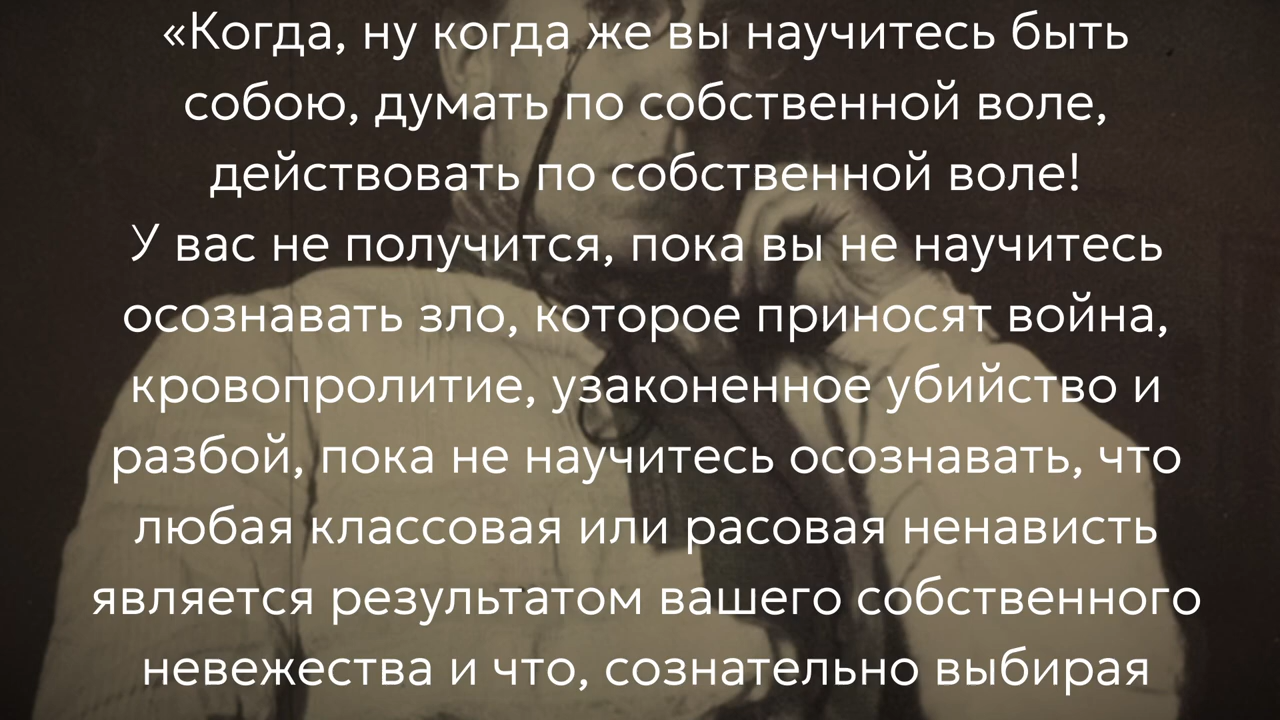 «Когда, ну когда же вы научитесь быть
собою, думать по собственной воле,
действовать по собственной воле!
У вас не получится, пока вы не научитесь
осознавать зло, которое приносят война,
кровопролитие, узаконенное убийство и
разбой, пока не научитесь осознавать, что
любая классовая или расовая ненависть
является результатом вашего собственного
невежества и что, сознательно выбирая